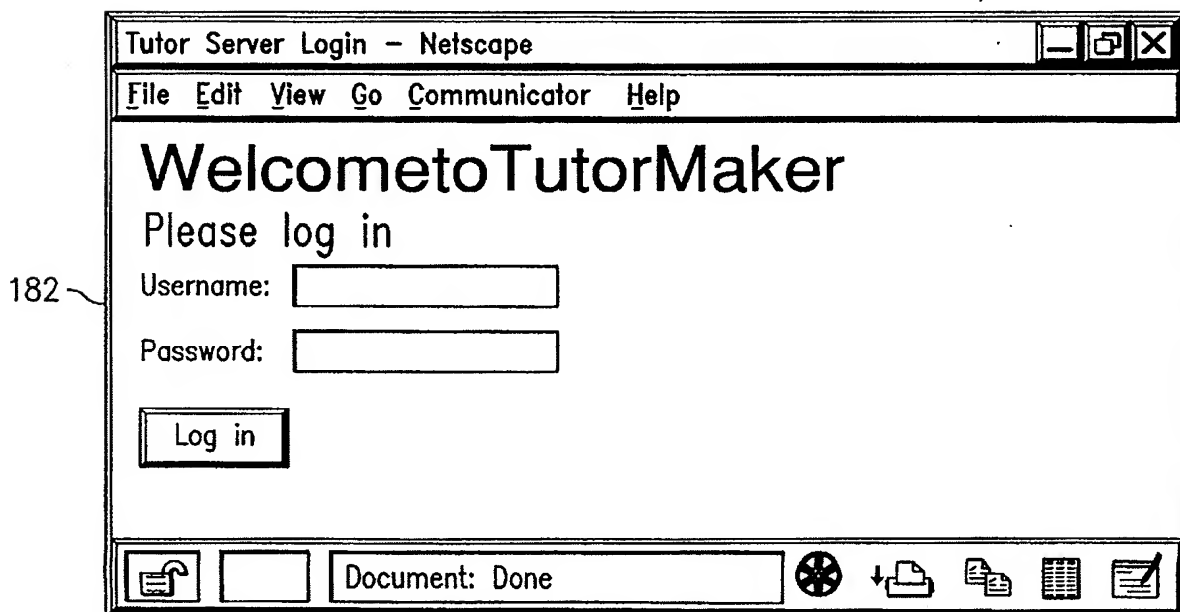 Tutor Server Login – Netscape
File Edit View Go Communicator Help
WelcometoTutorMaker
Please log in
182
Username:
Password:
Log in
Document: Done